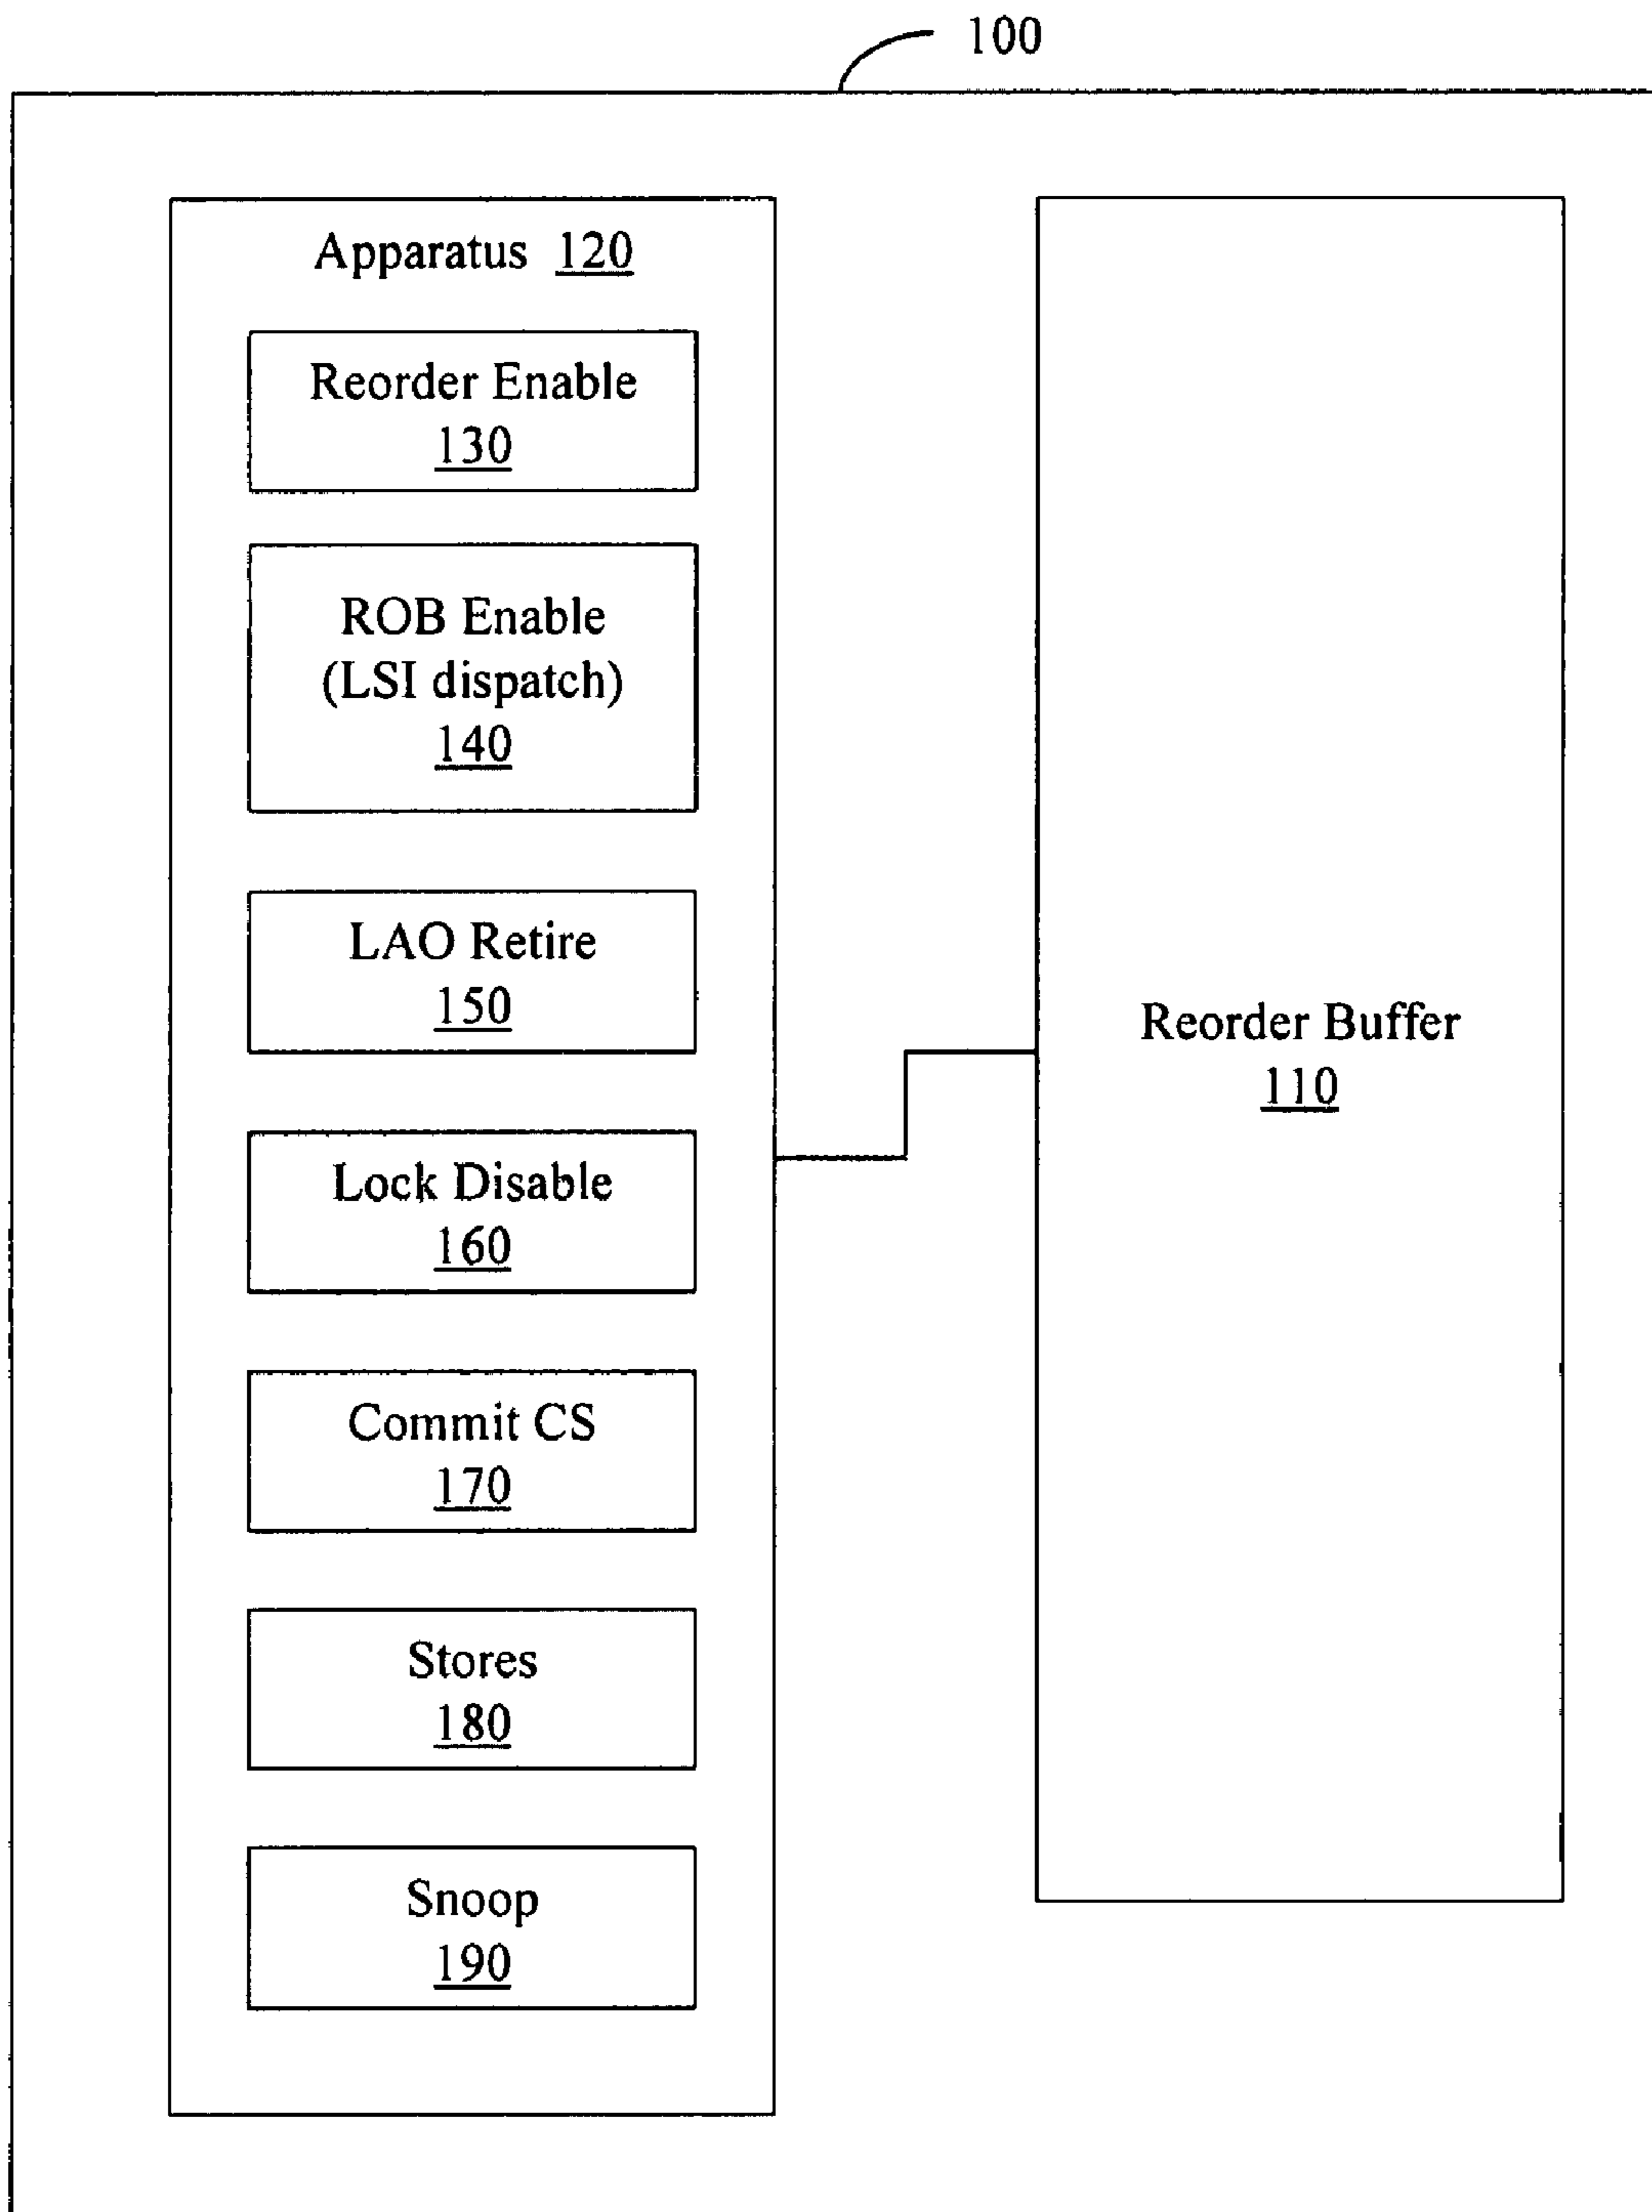 100
Apparatus 120
Reorder Enable
130
ROB Enable
(LSI dispatch)
140
LAO Retire
150
Lock Disable
160
Commit CS
170
Stores
180
Snoop
190
Reorder Buffer
110